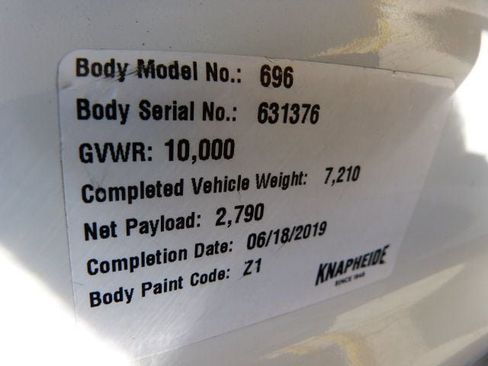 Body Model No.: 696
Body Serial No.: 631376
GVWR: 10,000
Completed Vehicle Weight: 7,210
Net Payload: 2,790
Completion Date: 06/18/2019
Body Paint Code: Z1
KNAPHEIDE
SINCE 1848